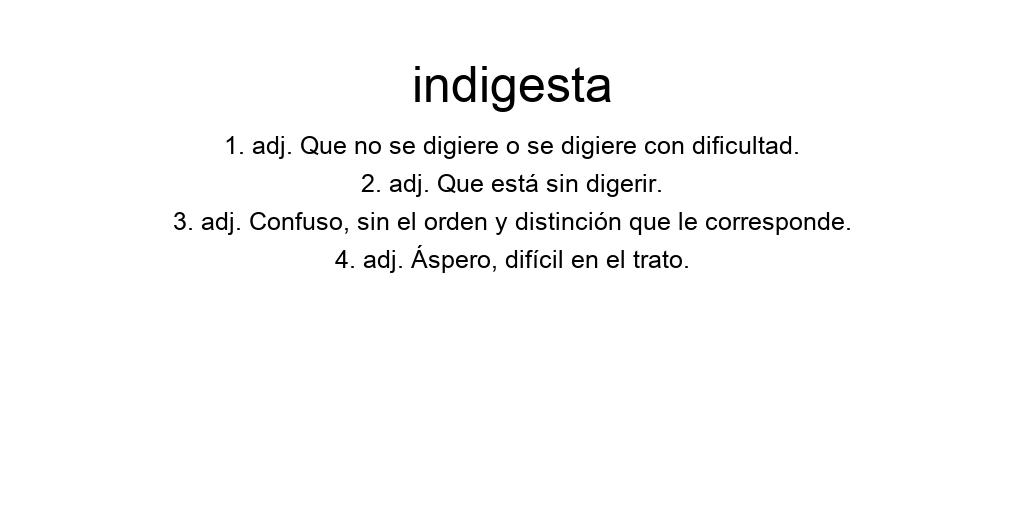 indigesta
1. adj. Que no se digiere o se digiere con dificultad.
2. adj. Que está sin digerir.
3. adj. Confuso, sin el orden y distinción que le corresponde.
4. adj. Áspero, difícil en el trato.